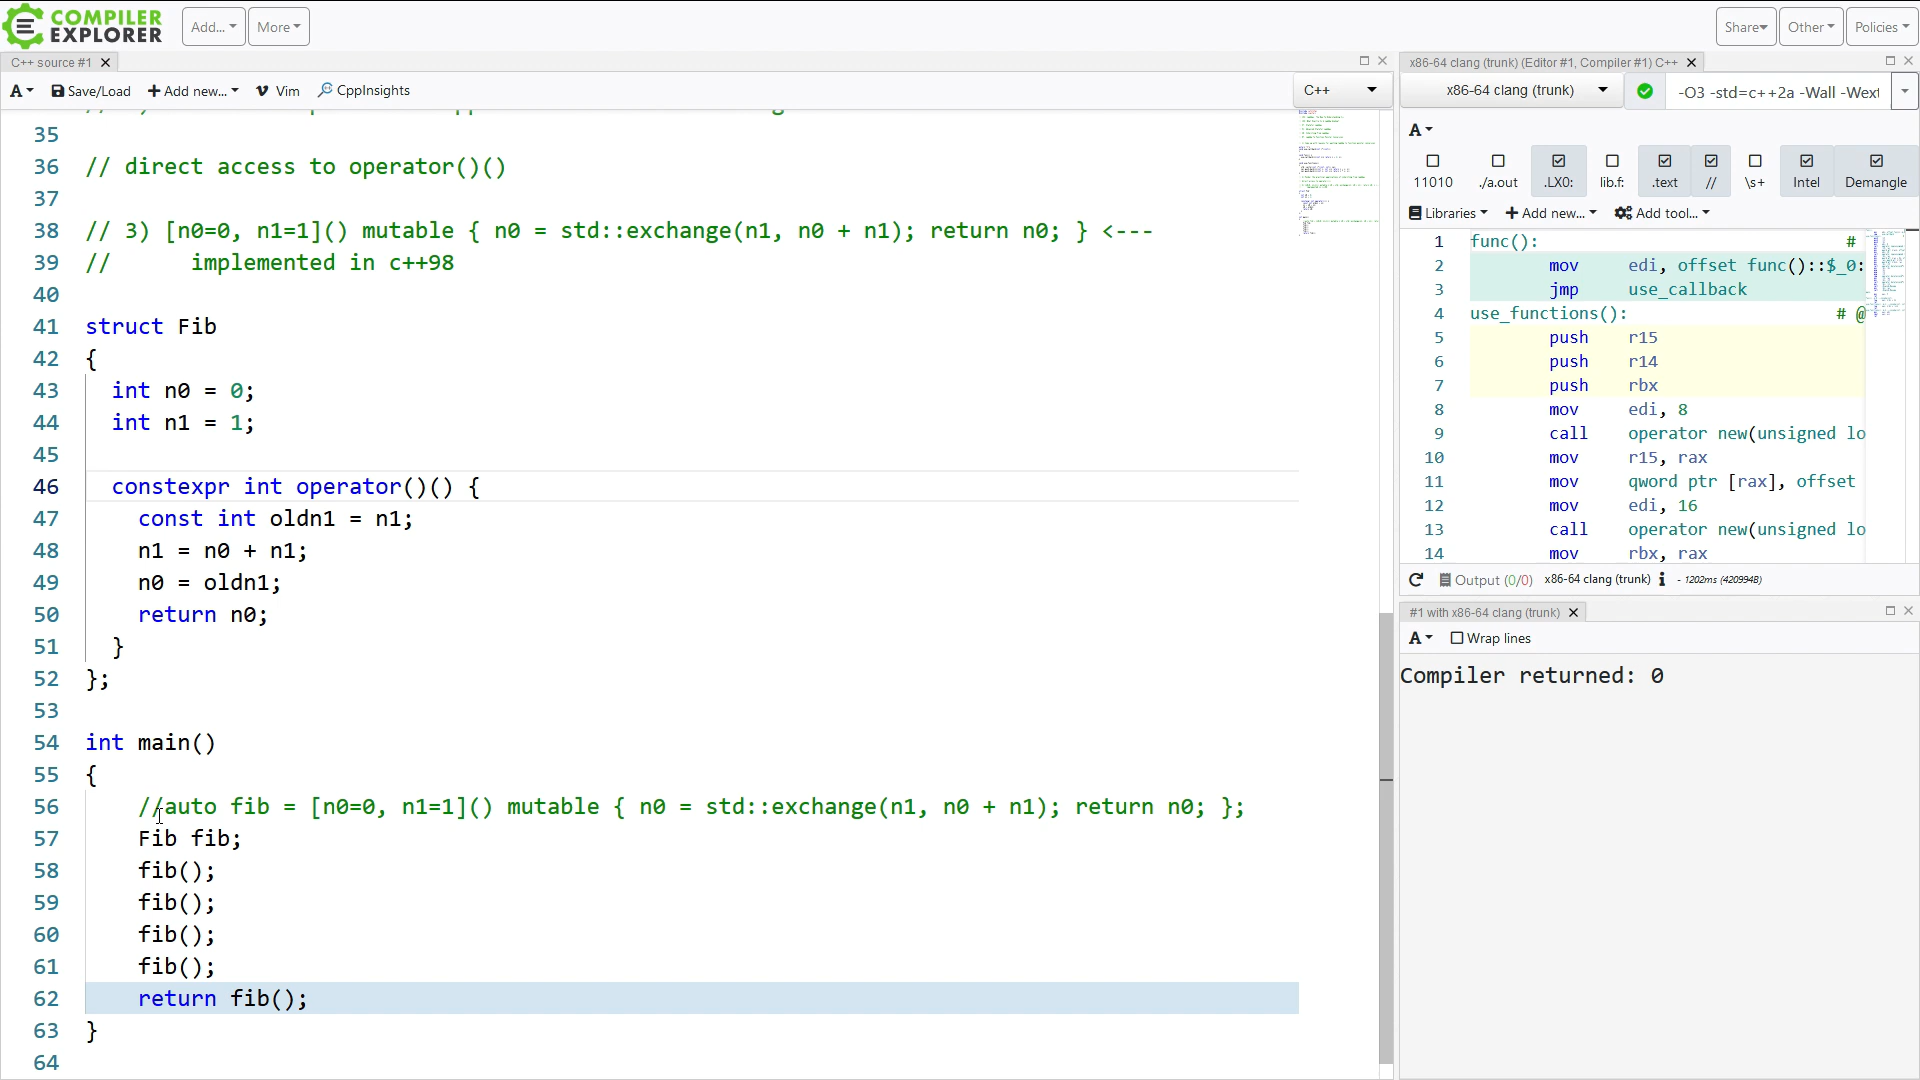 COMPILER
EXPLORER
Add...
More
Share
Other
Policies
C++ source #1
A
Save/Load
Add new...
Vim
CppInsights
C++
35
36 // direct access to operator()()
37
38 // 3) [n0=0, n1=1]() mutable { n0 = std::exchange(n1, n0 + n1); return n0; } <---
39 //      implemented in c++98
40
41 struct Fib
42 {
43   int n0 = 0;
44   int n1 = 1;
45
46   constexpr int operator()() {
47     const int oldn1 = n1;
48     n1 = n0 + n1;
49     n0 = oldn1;
50     return n0;
51   }
52 };
53
54 int main()
55 {
56     //auto fib = [n0=0, n1=1]() mutable { n0 = std::exchange(n1, n0 + n1); return n0; };
57     Fib fib;
58     fib();
59     fib();
60     fib();
61     fib();
62     return fib();
63 }
64
x86-64 clang (trunk) (Editor #1, Compiler #1) C++
x86-64 clang (trunk)
-O3 -std=c++2a -Wall -Wext
A
11010 ./a.out .LX0: lib.f: .text // \s+ Intel Demangle
Libraries
Add new...
Add tool...
1 func(): #
2 mov edi, offset func()::$_0:
3 jmp use_callback
4 use_functions(): # @
5 push r15
6 push r14
7 push rbx
8 mov edi, 8
9 call operator new(unsigned lo
10 mov r15, rax
11 mov qword ptr [rax], offset
12 mov edi, 16
13 call operator new(unsigned lo
14 mov rbx, rax
Output (0/0) x86-64 clang (trunk) i - 1202ms (420994B)
#1 with x86-64 clang (trunk)
A
Wrap lines
Compiler returned: 0